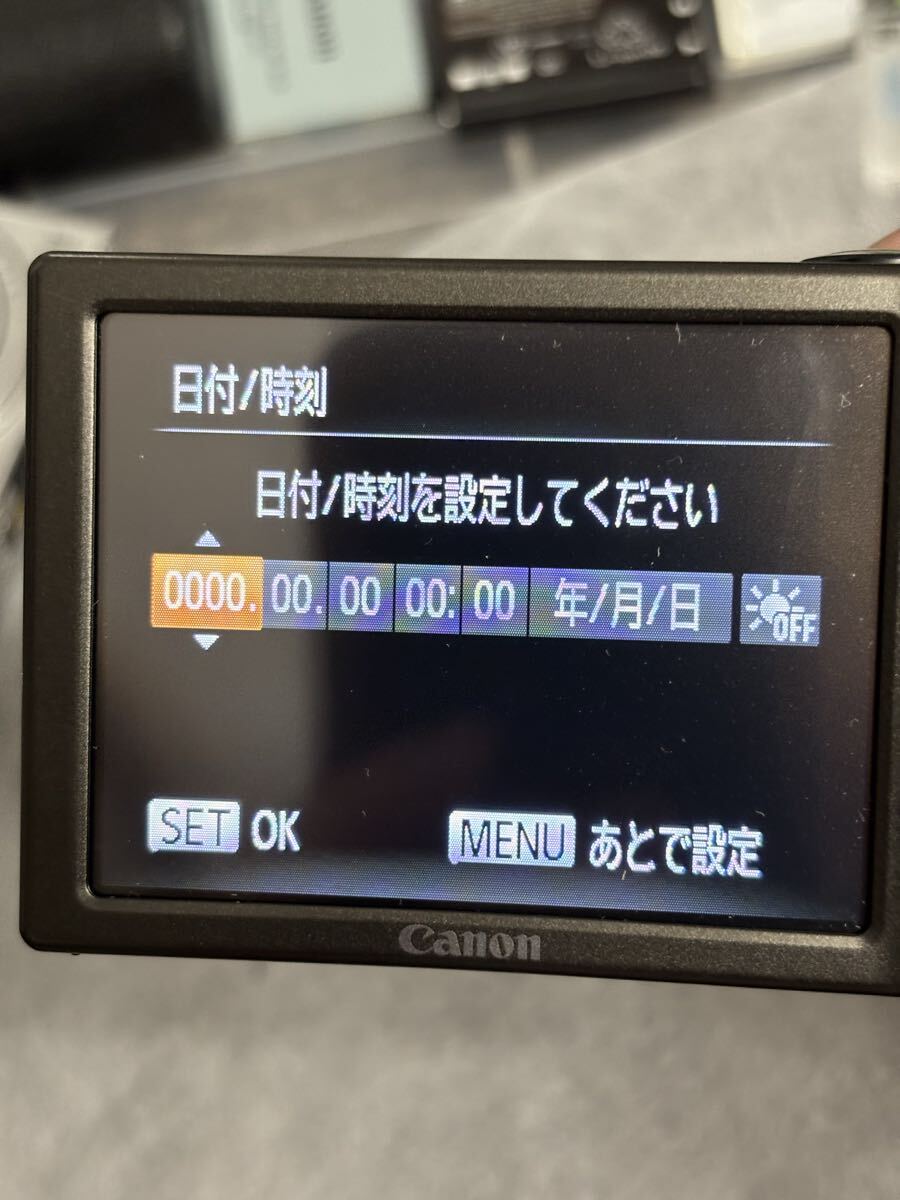 日付/時刻
日付/時刻を設定してください
0000. 00. 00 00: 00 年/月/日 OFF
SET OK MENU あとで設定
Canon